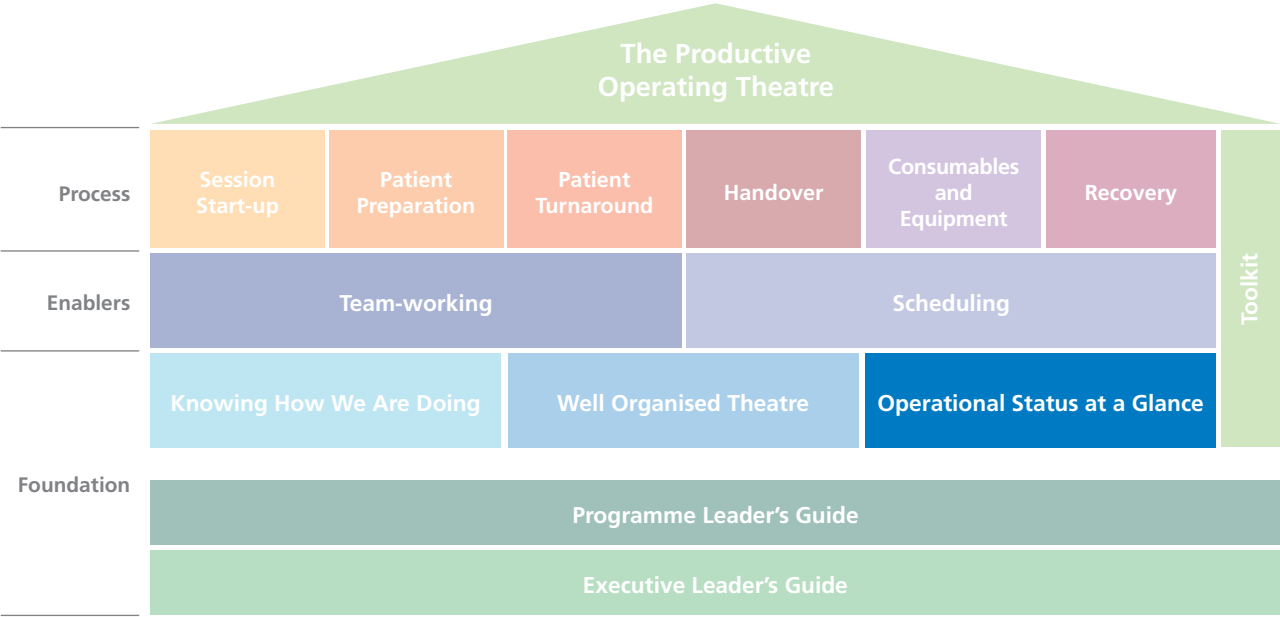 The Productive
Operating Theatre
Process
Session
Start-up
Patient
Preparation
Patient
Turnaround
Handover
Consumables
and
Equipment
Recovery
Toolkit
Enablers
Team-working
Scheduling
Foundation
Knowing How We Are Doing
Well Organised Theatre
Operational Status at a Glance
Programme Leader's Guide
Executive Leader's Guide